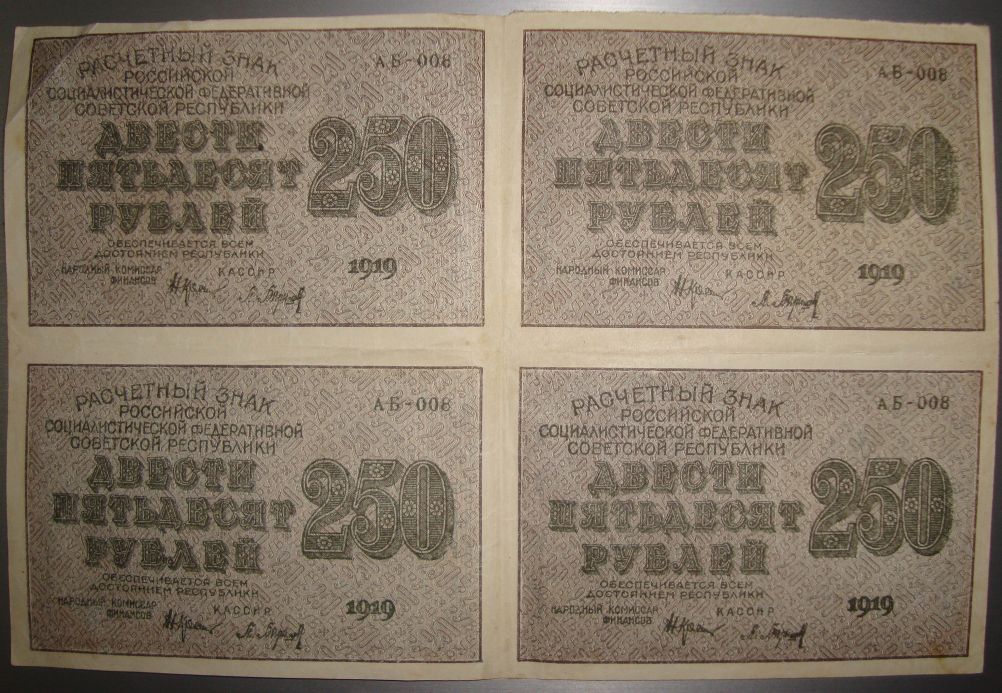 РАСЧЕТНЫЙ ЗНАК
РОССИЙСКОЙ
СОЦИАЛИСТИЧЕСКОЙ ФЕДЕРАТИВНОЙ
СОВЕТСКОЙ РЕСПУБЛИКИ
АБ-008
ДВЕСТИ
ПЯТЬДЕСЯТ
РУБЛЕЙ
250
ОБЕСПЕЧИВАЕТСЯ ВСЕМ
ДОСТОЯНИЕМ РЕСПУБЛИКИ
НАРОДНЫЙ КОМИССАР
ФИНАНСОВ
КАССИР
1919
РАСЧЕТНЫЙ ЗНАК
РОССИЙСКОЙ
СОЦИАЛИСТИЧЕСКОЙ ФЕДЕРАТИВНОЙ
СОВЕТСКОЙ РЕСПУБЛИКИ
АБ-008
ДВЕСТИ
ПЯТЬДЕСЯТ
РУБЛЕЙ
250
ОБЕСПЕЧИВАЕТСЯ ВСЕМ
ДОСТОЯНИЕМ РЕСПУБЛИКИ
НАРОДНЫЙ КОМИССАР
ФИНАНСОВ
КАССИР
1919
РАСЧЕТНЫЙ ЗНАК
РОССИЙСКОЙ
СОЦИАЛИСТИЧЕСКОЙ ФЕДЕРАТИВНОЙ
СОВЕТСКОЙ РЕСПУБЛИКИ
АБ-008
ДВЕСТИ
ПЯТЬДЕСЯТ
РУБЛЕЙ
250
ОБЕСПЕЧИВАЕТСЯ ВСЕМ
ДОСТОЯНИЕМ РЕСПУБЛИКИ
НАРОДНЫЙ КОМИССАР
ФИНАНСОВ
КАССИР
1919
РАСЧЕТНЫЙ ЗНАК
РОССИЙСКОЙ
СОЦИАЛИСТИЧЕСКОЙ ФЕДЕРАТИВНОЙ
СОВЕТСКОЙ РЕСПУБЛИКИ
АБ-008
ДВЕСТИ
ПЯТЬДЕСЯТ
РУБЛЕЙ
250
ОБЕСПЕЧИВАЕТСЯ ВСЕМ
ДОСТОЯНИЕМ РЕСПУБЛИКИ
НАРОДНЫЙ КОМИССАР
ФИНАНСОВ
КАССИР
1919